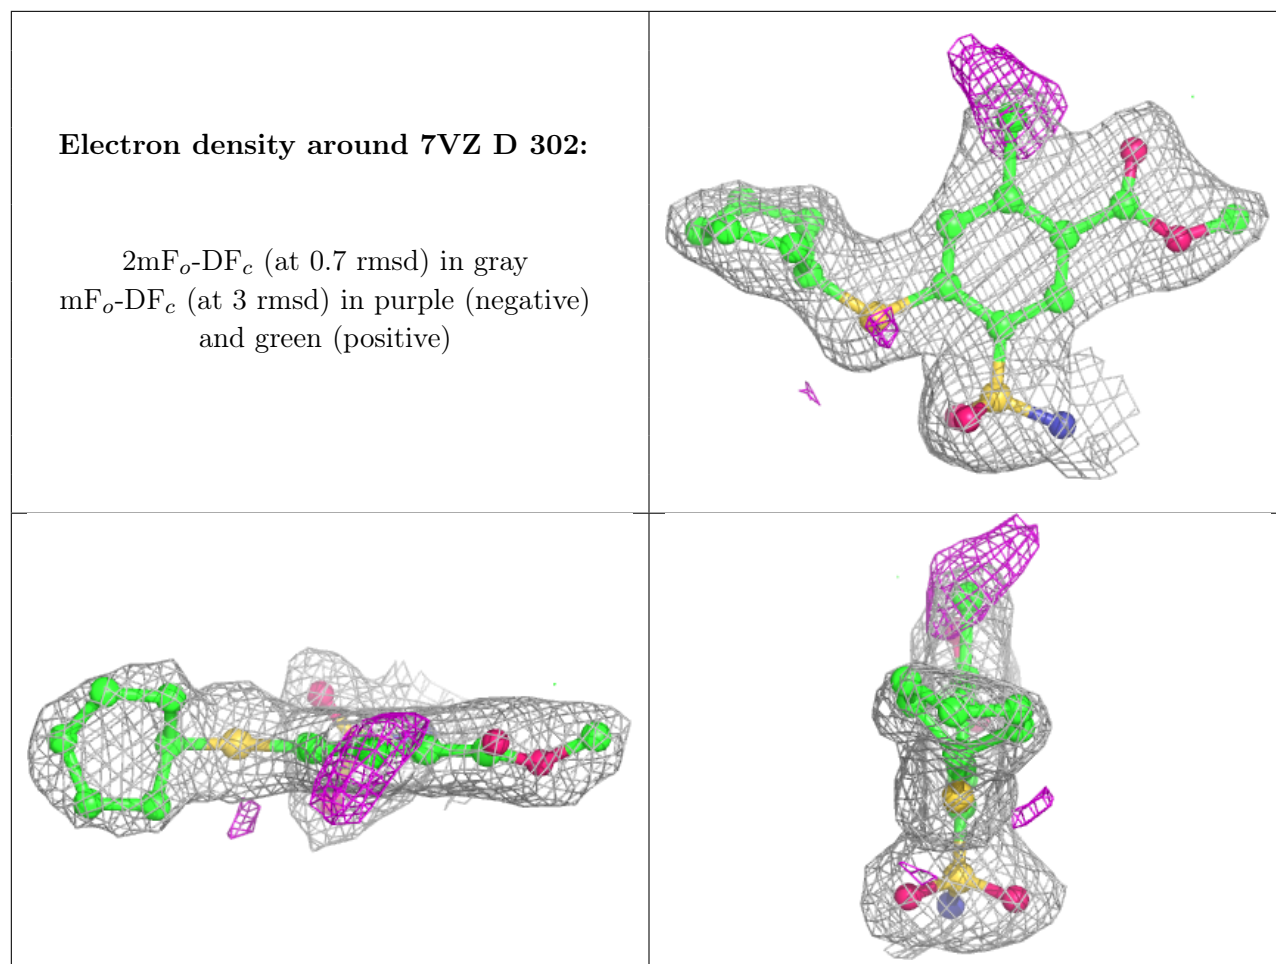 Electron density around 7VZ D 302:
2mFo-DFc (at 0.7 rmsd) in gray
mFo-DFc (at 3 rmsd) in purple (negative)
and green (positive)